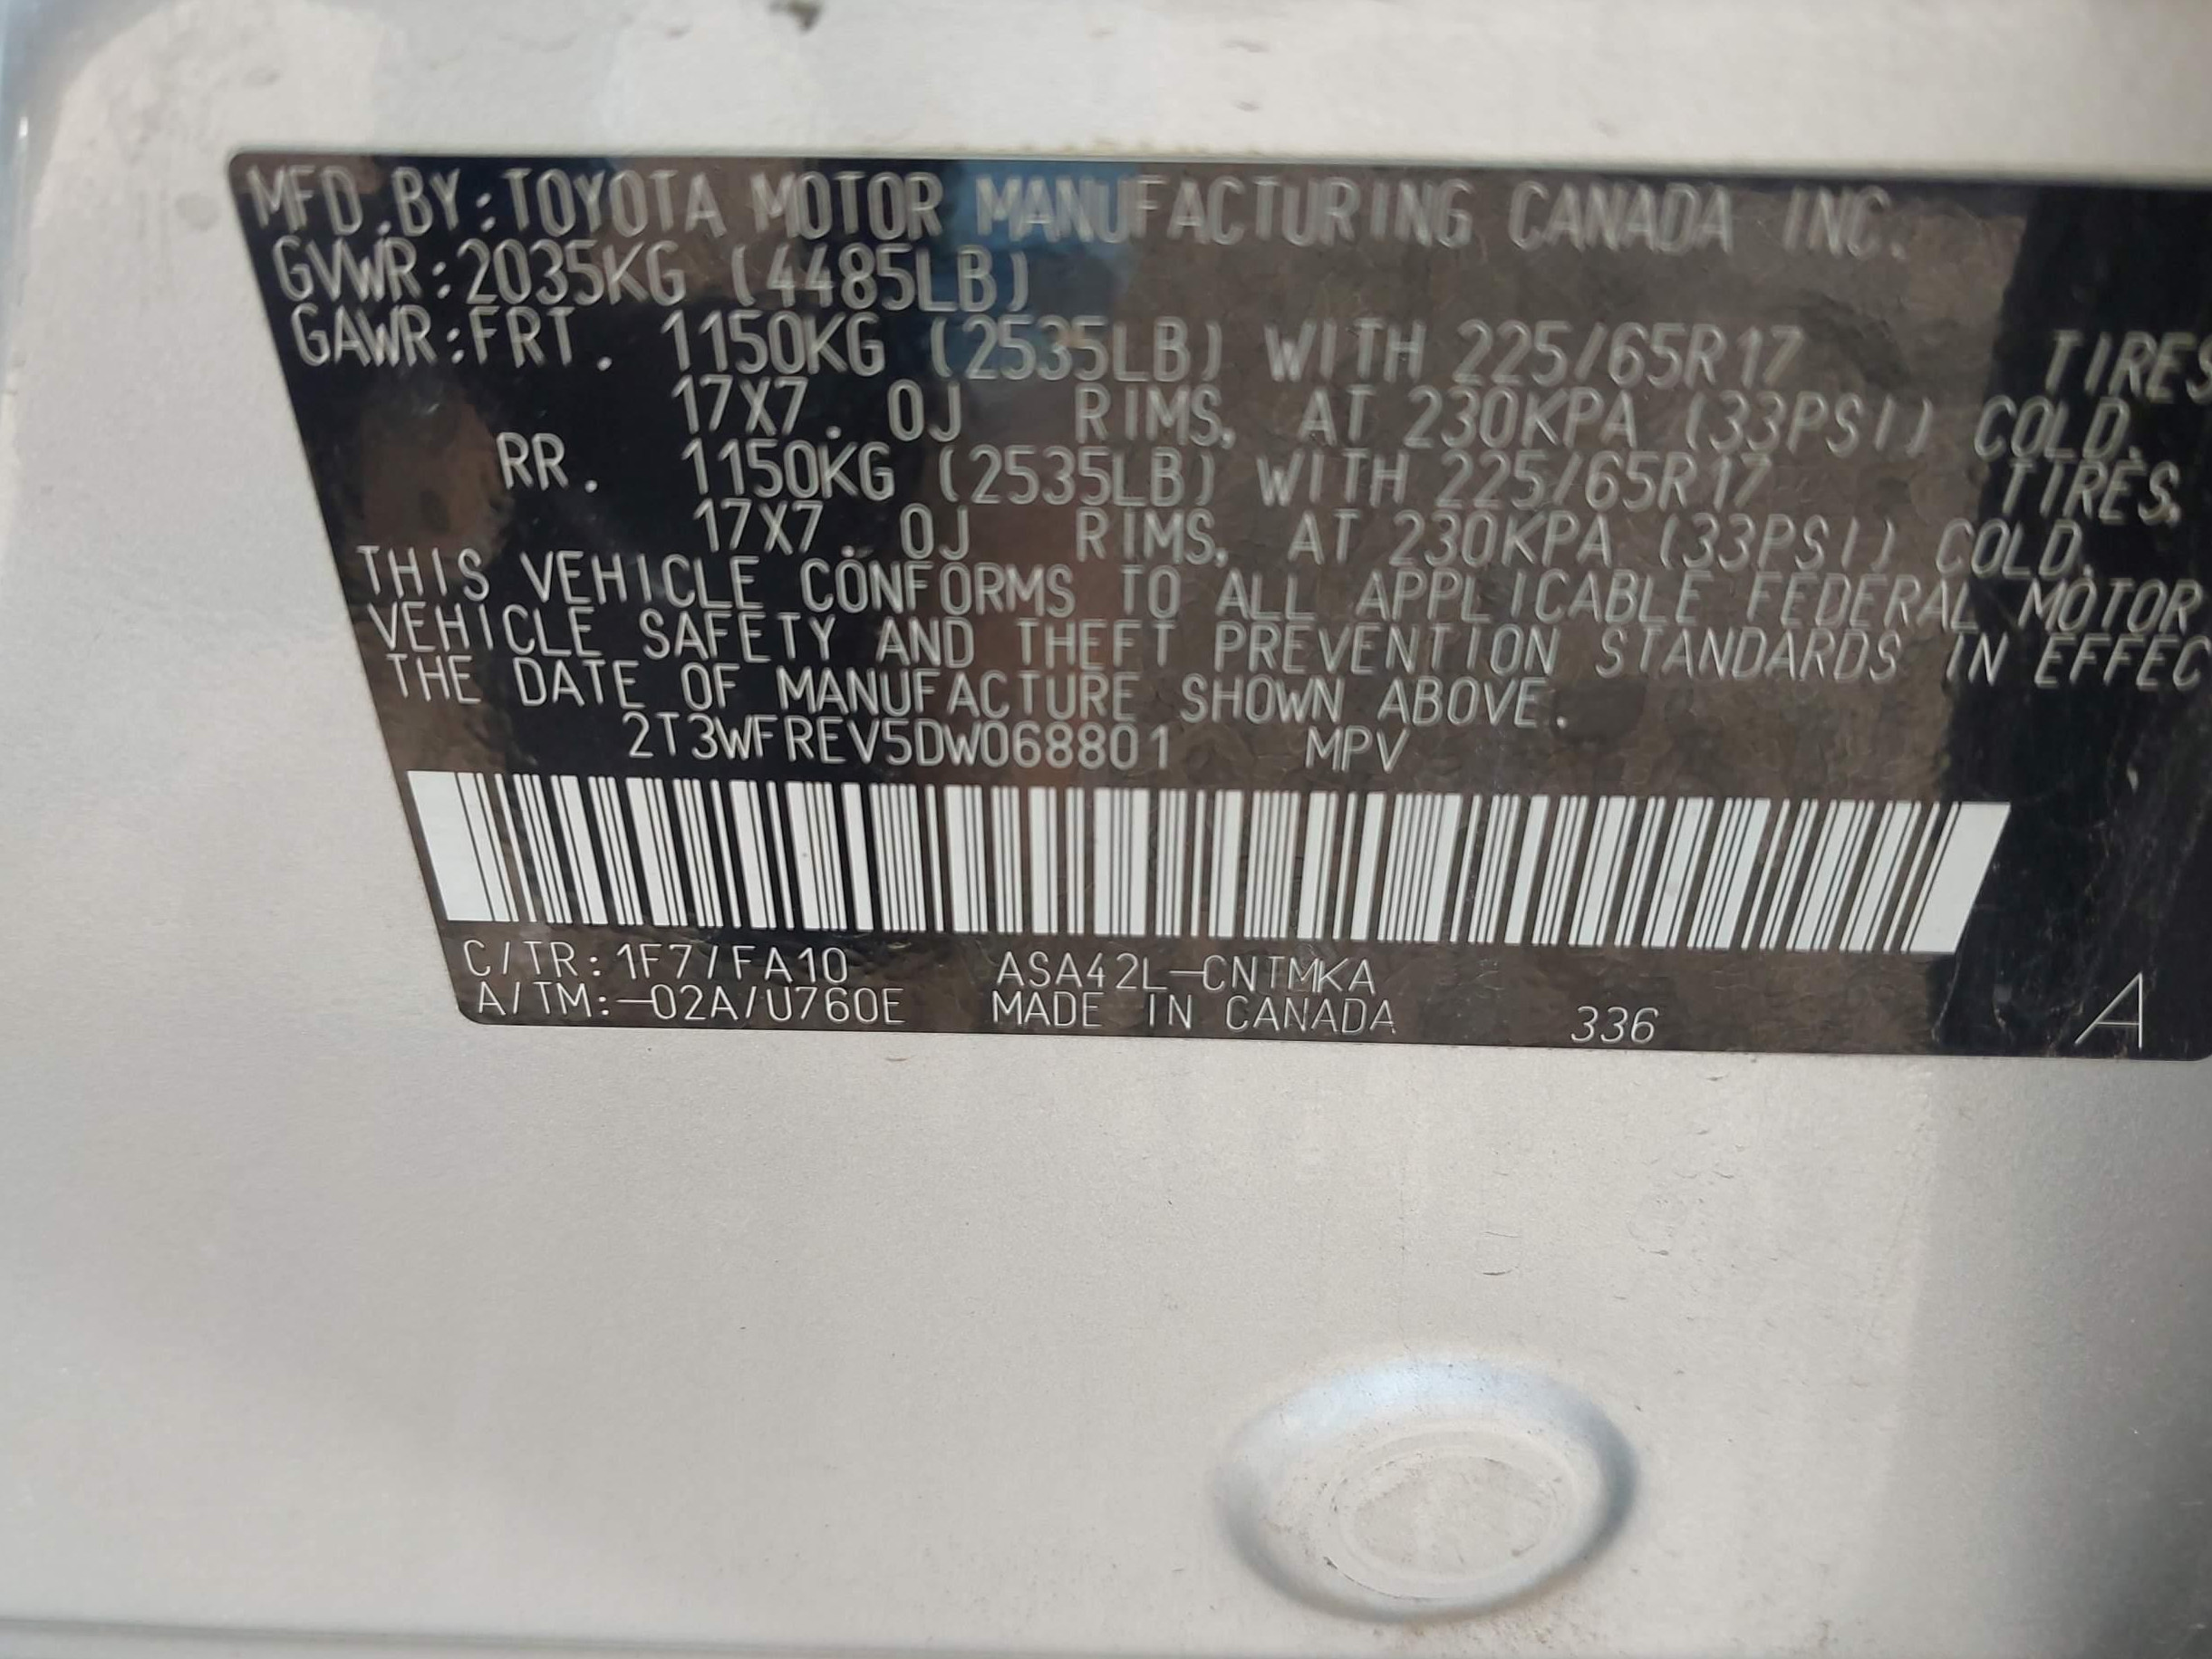 MFD.BY:TOYOTA MOTOR MANUFACTURING CANADA INC.
GVWR:2035KG (4485LB)
GAWR:FRT. 1150KG (2535LB) WITH 225/65R17 TIRES
17X7.0J RIMS, AT 230KPA (33PSI) COLD.
RR. 1150KG (2535LB) WITH 225/65R17 TIRES,
17X7.0J RIMS, AT 230KPA (33PSI) COLD.
THIS VEHICLE CONFORMS TO ALL APPLICABLE FEDERAL MOTOR
VEHICLE SAFETY AND THEFT PREVENTION STANDARDS IN EFFEC
THE DATE OF MANUFACTURE SHOWN ABOVE.
2T3WFREV5DW068801 MPV
C/TR:1F7/FA10 ASA42L-CNTMKA
A/TM:-02A/U760E MADE IN CANADA 336 A